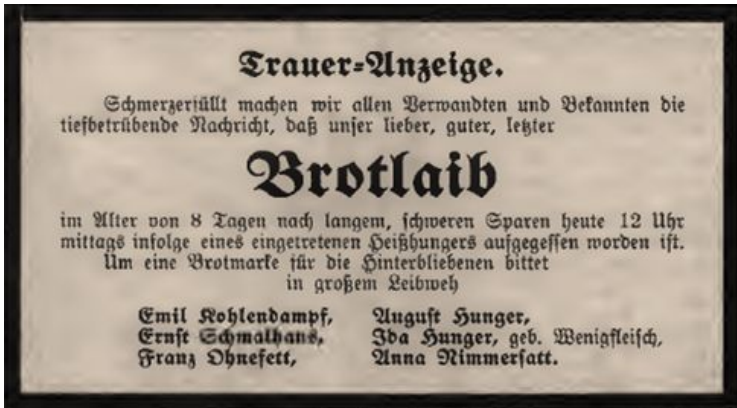 Trauer-Anzeige.
Schmerzerfüllt machen wir allen Verwandten und Bekannten die
tiefbetrübende Nachricht, daß unser lieber, guter, letzter
Brotlaib
im Alter von 8 Tagen nach langem, schweren Sparen heute 12 Uhr
mittags infolge eines eingetretenen Heißhungers aufgegessen worden ist.
Um eine Brotmarke für die Hinterbliebenen bittet
in großem Leibweh
Emil Kohlendampf, August Hunger,
Ernst Schmalhans, Ida Hunger, geb. Wenigfleisch,
Franz Ohnefett, Anna Nimmersatt.